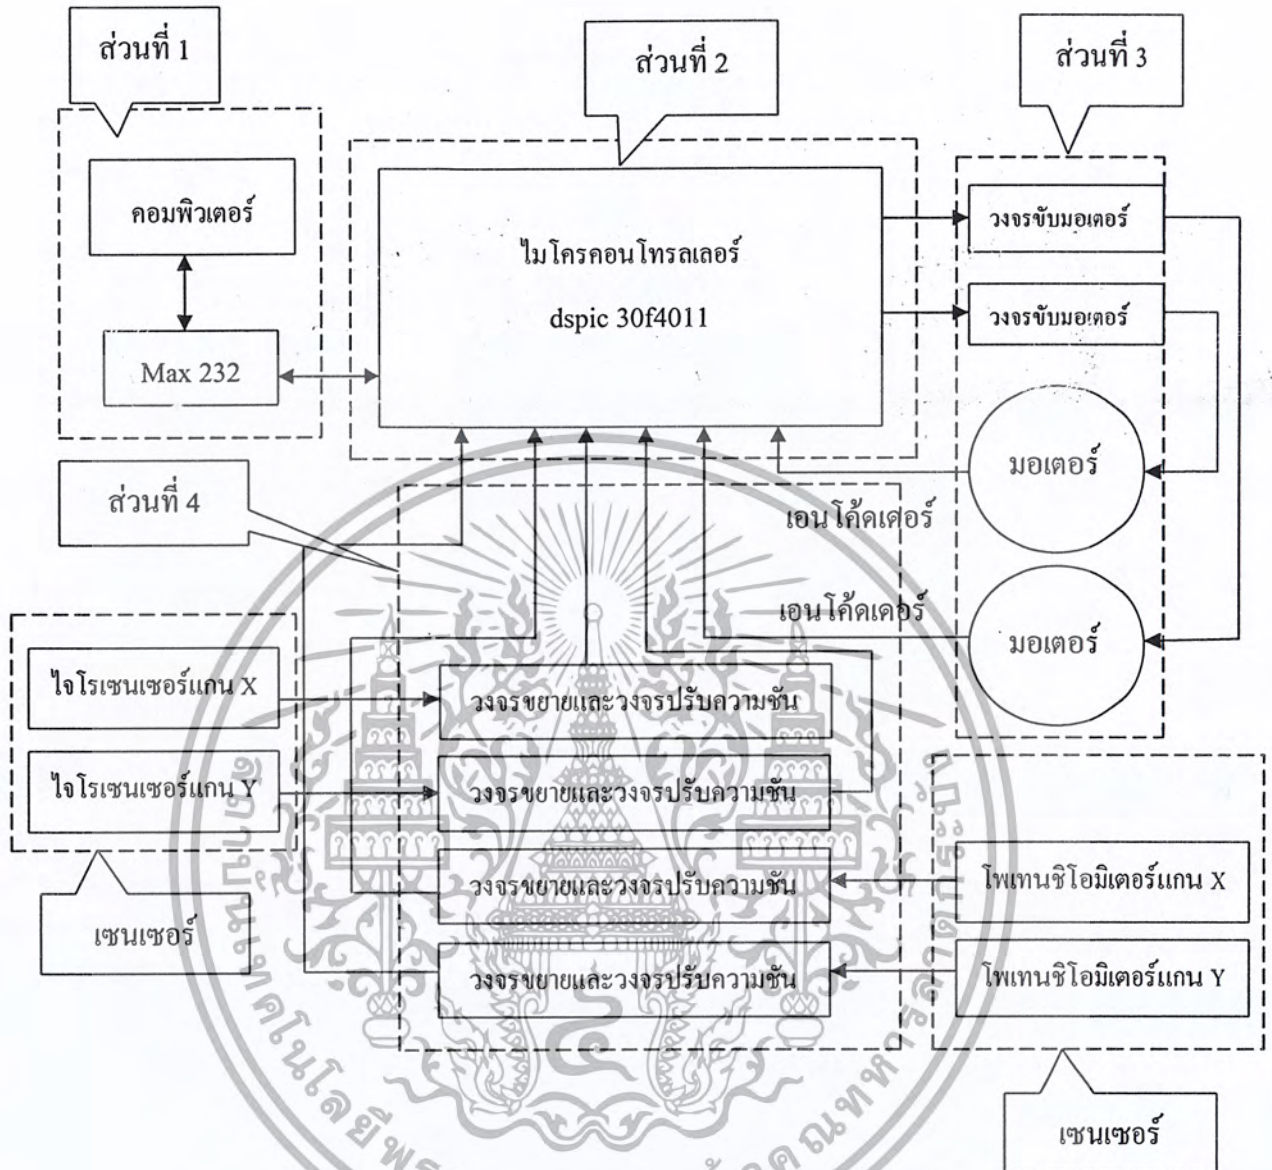 ส่วนที่ 1
ส่วนที่ 2
ส่วนที่ 3
คอมพิวเตอร์
Max 232
ไมโครคอนโทรลเลอร์
dspic 30f4011
วงจรขับมอเตอร์
วงจรขับมอเตอร์
มอเตอร์
มอเตอร์
ส่วนที่ 4
เอนโค้ดเดอร์
เอนโค้ดเดอร์
ไจโรเซนเซอร์แกน X
ไจโรเซนเซอร์แกน Y
วงจรขยายและวงจรปรับความชัน
วงจรขยายและวงจรปรับความชัน
วงจรขยายและวงจรปรับความชัน
วงจรขยายและวงจรปรับความชัน
โพเทนชิโอมิเตอร์แกน X
โพเทนชิโอมิเตอร์แกน Y
เซนเซอร์
เซนเซอร์